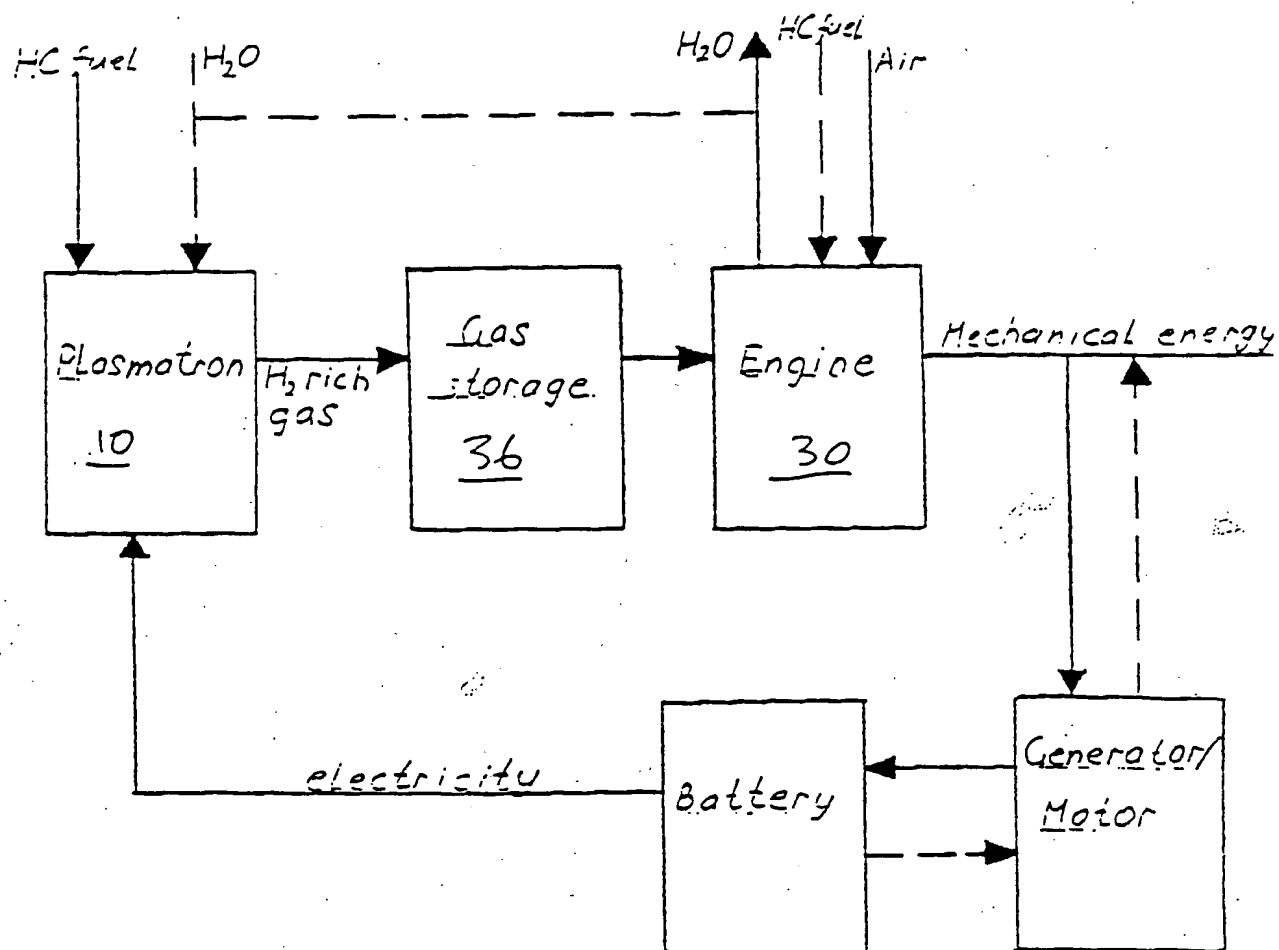 HC fuel
H₂O
H₂O
HC fuel
Air
Plasmatron
10
H₂ rich
gas
Gas
storage
36
Engine
30
Mechanical energy
electricity
Battery
Generator/
Motor